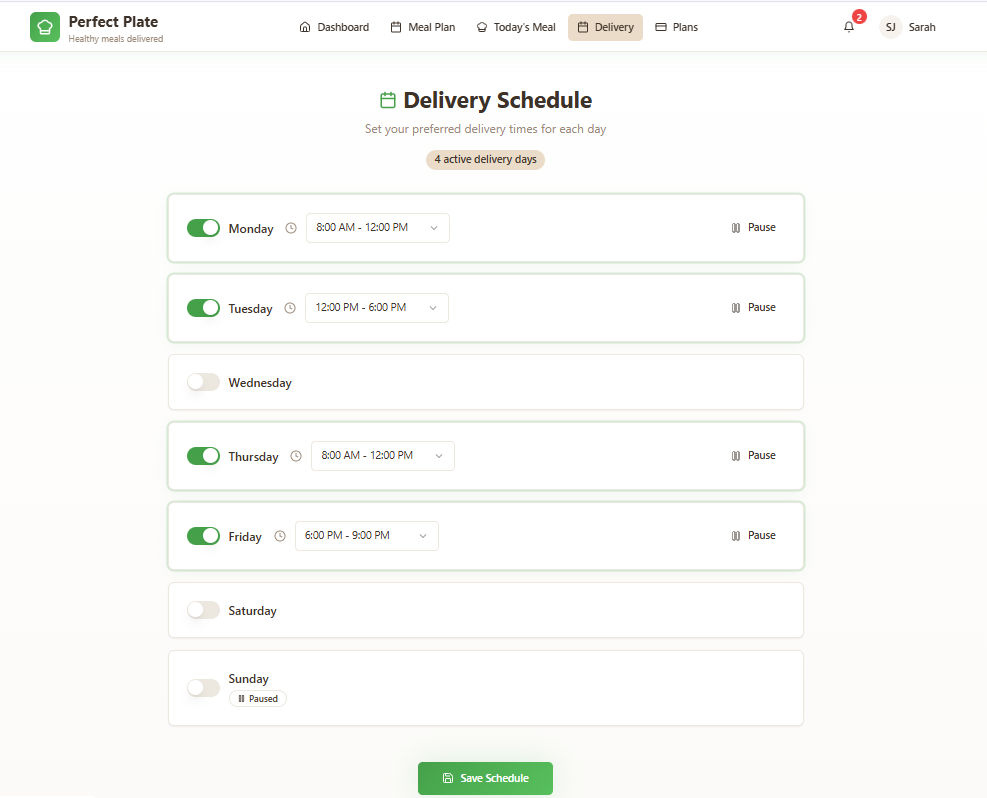 Perfect Plate
Healthy meals delivered
Dashboard
Meal Plan
Today's Meal
Delivery
Plans
2
SJ
Sarah
Delivery Schedule
Set your preferred delivery times for each day
4 active delivery days
Monday
8:00 AM - 12:00 PM
Pause
Tuesday
12:00 PM - 6:00 PM
Pause
Wednesday
Thursday
8:00 AM - 12:00 PM
Pause
Friday
6:00 PM - 9:00 PM
Pause
Saturday
Sunday
Paused
Save Schedule